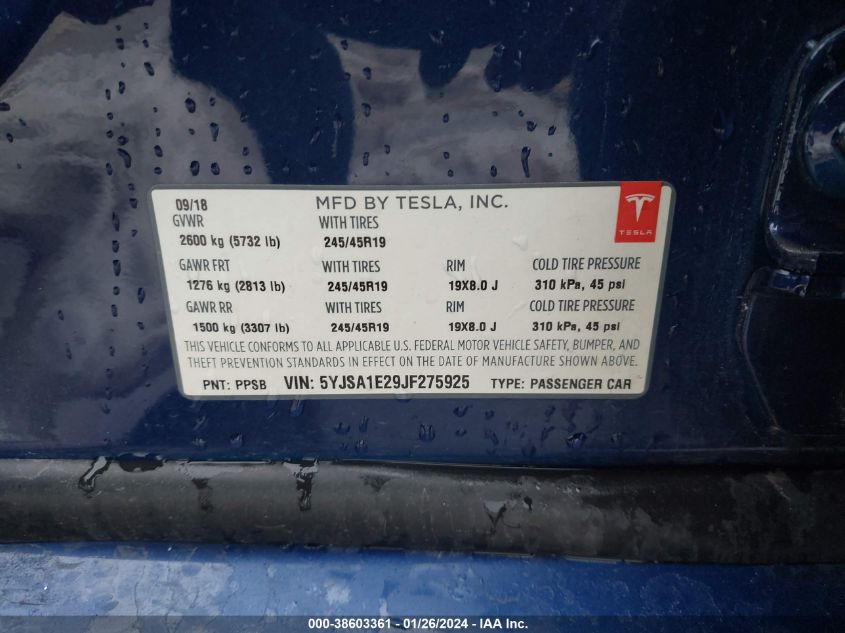 09/18 MFD BY TESLA, INC.
GVWR WITH TIRES
2600 kg (5732 lb) 245/45R19
TESLA
GAWR FRT WITH TIRES RIM COLD TIRE PRESSURE
1276 kg (2813 lb) 245/45R19 19X8.0 J 310 kPa, 45 psi
GAWR RR WITH TIRES RIM COLD TIRE PRESSURE
1500 kg (3307 lb) 245/45R19 19X8.0 J 310 kPa, 45 psi
THIS VEHICLE CONFORMS TO ALL APPLICABLE U.S. FEDERAL MOTOR VEHICLE SAFETY, BUMPER, AND
THEFT PREVENTION STANDARDS IN EFFECT ON THE DATE OF MANUFACTURE SHOWN ABOVE.
PNT: PPSB VIN: 5YJSA1E29JF275925 TYPE: PASSENGER CAR
000-38603361 - 01/26/2024 - IAA Inc.